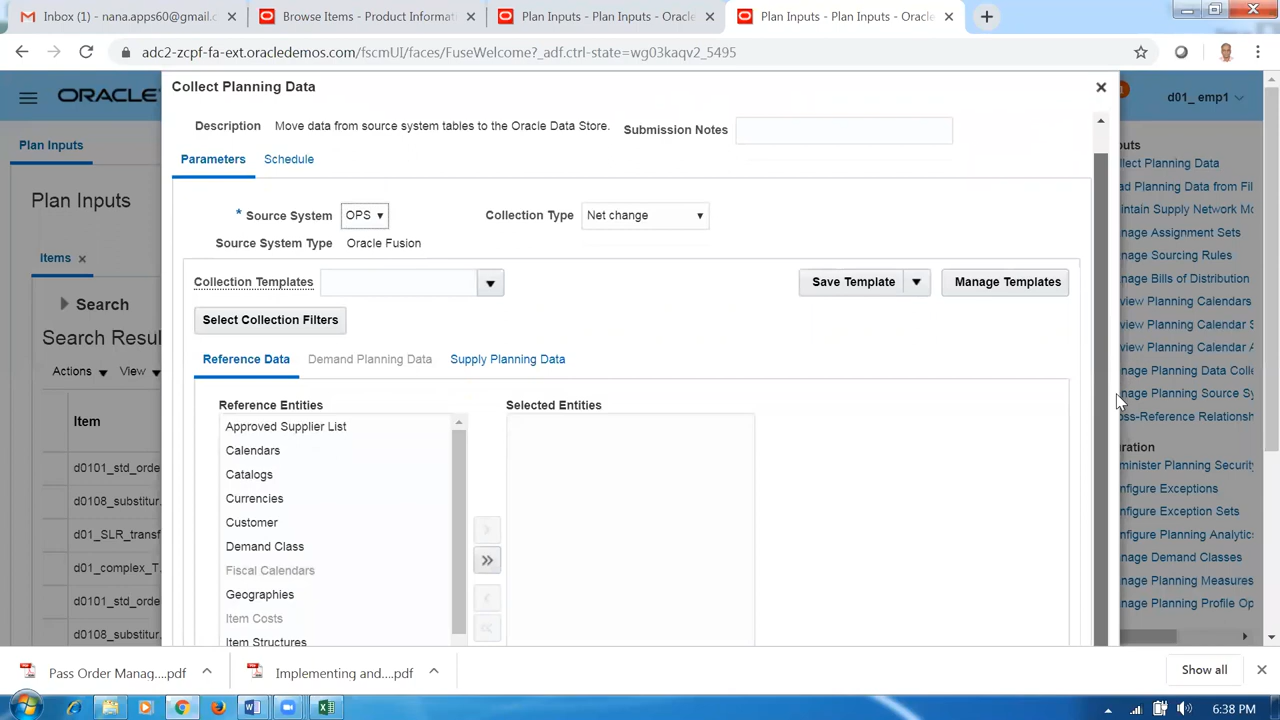 Inbox (1) - nana.apps60@gmail.c
Browse Items - Product Informat
Plan Inputs - Plan Inputs - Oracle
Plan Inputs - Plan Inputs - Oracle
adc2-zcpf-fa-ext.oracledemos.com/fscmUI/faces/FuseWelcome?_adf.ctrl-state=wg03kaqv2_5495
ORACLE
Collect Planning Data
d01_ emp1
Description Move data from source system tables to the Oracle Data Store.
Submission Notes
Plan Inputs
Parameters
Schedule
Plan Inputs
* Source System OPS
Collection Type Net change
Source System Type Oracle Fusion
Items
Collection Templates
Save Template
Manage Templates
Search
Select Collection Filters
Search Resul
Actions
View
Reference Data
Demand Planning Data
Supply Planning Data
Item
d0101_std_orde
d0108_substitur
d01_SLR_transf
d01_complex_T
d0101_std_orde
d0108_substitur
Reference Entities
Selected Entities
Approved Supplier List
Calendars
Catalogs
Currencies
Customer
Demand Class
Fiscal Calendars
Geographies
Item Costs
Item Structures
puts
llect Planning Data
ad Planning Data from Fil
intain Supply Network Mo
nage Assignment Sets
nage Sourcing Rules
nage Bills of Distribution
view Planning Calendars
view Planning Calendar S
view Planning Calendar A
nage Planning Data Colle
nage Planning Source Sy
oss-Reference Relationsh
uration
minister Planning Security
nfigure Exceptions
nfigure Exception Sets
nfigure Planning Analytic
nage Demand Classes
nage Planning Measures
nage Planning Profile Op
Pass Order Manag....pdf
Implementing and....pdf
Show all
6:38 PM